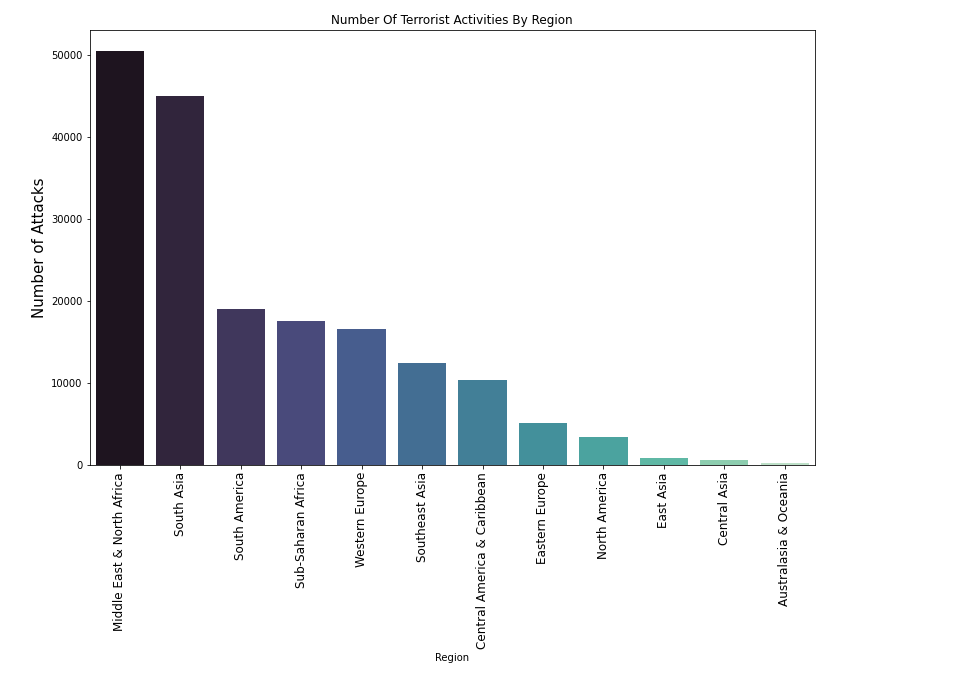 Number Of Terrorist Activities By Region
Number of Attacks
50000
40000
30000
20000
10000
0
Middle East & North Africa
South Asia
South America
Sub-Saharan Africa
Western Europe
Southeast Asia
Central America & Caribbean
Eastern Europe
North America
East Asia
Central Asia
Australasia & Oceania
Region